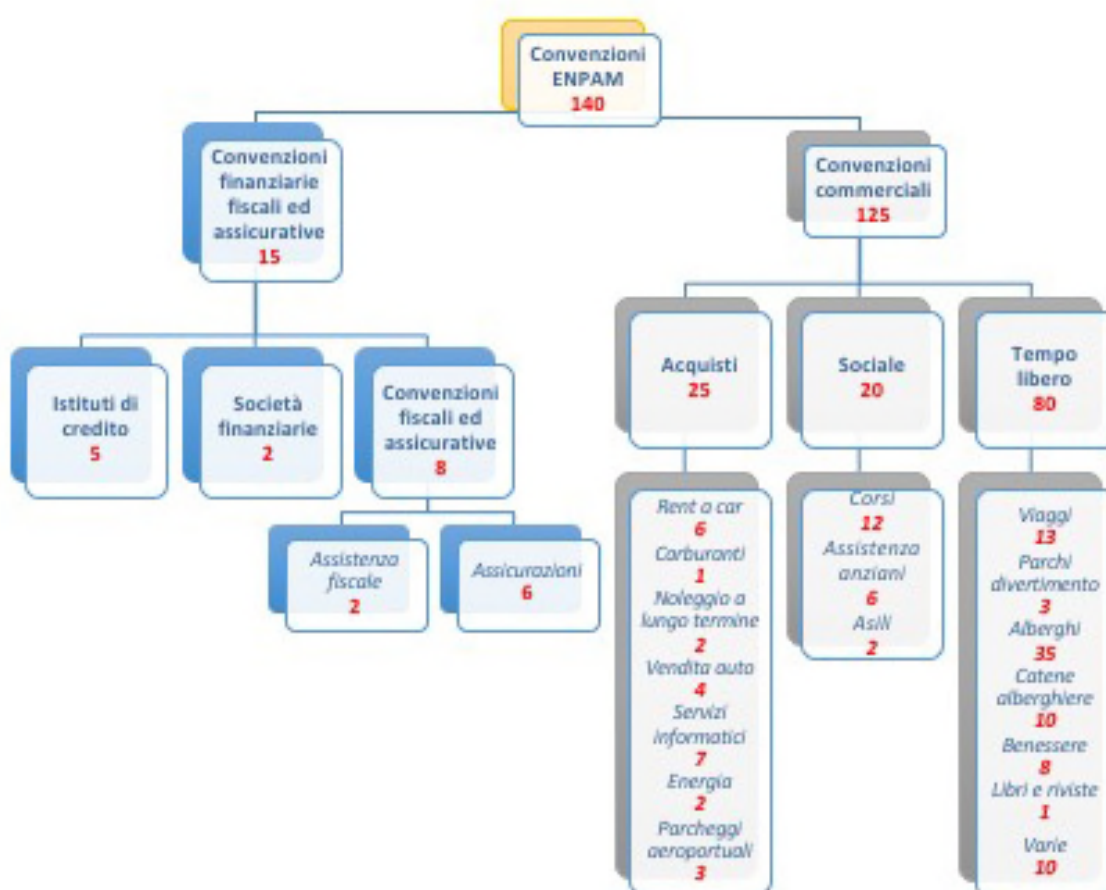 Convenzioni
ENPAM
140
Convenzioni
finanziarie
fiscali ed
assicurative
15
Convenzioni
commerciali
125
Istituti di
credito
5
Società
finanziarie
2
Convenzioni
fiscali ed
assicurative
8
Assistenza
fiscale
2
Assicurazioni
6
Acquisti
25
Sociale
20
Tempo
libero
80
Rent a car
6
Carburanti
1
Noleggio a
lungo termine
2
Vendita auto
4
Servizi
informatici
7
Energia
2
Parcheggi
aeroportuali
3
Corsi
12
Assistenza
anziani
6
Asili
2
Viaggi
13
Parchi
divertimento
3
Alberghi
35
Catene
alberghiere
10
Benessere
8
Libri e riviste
1
Varie
10